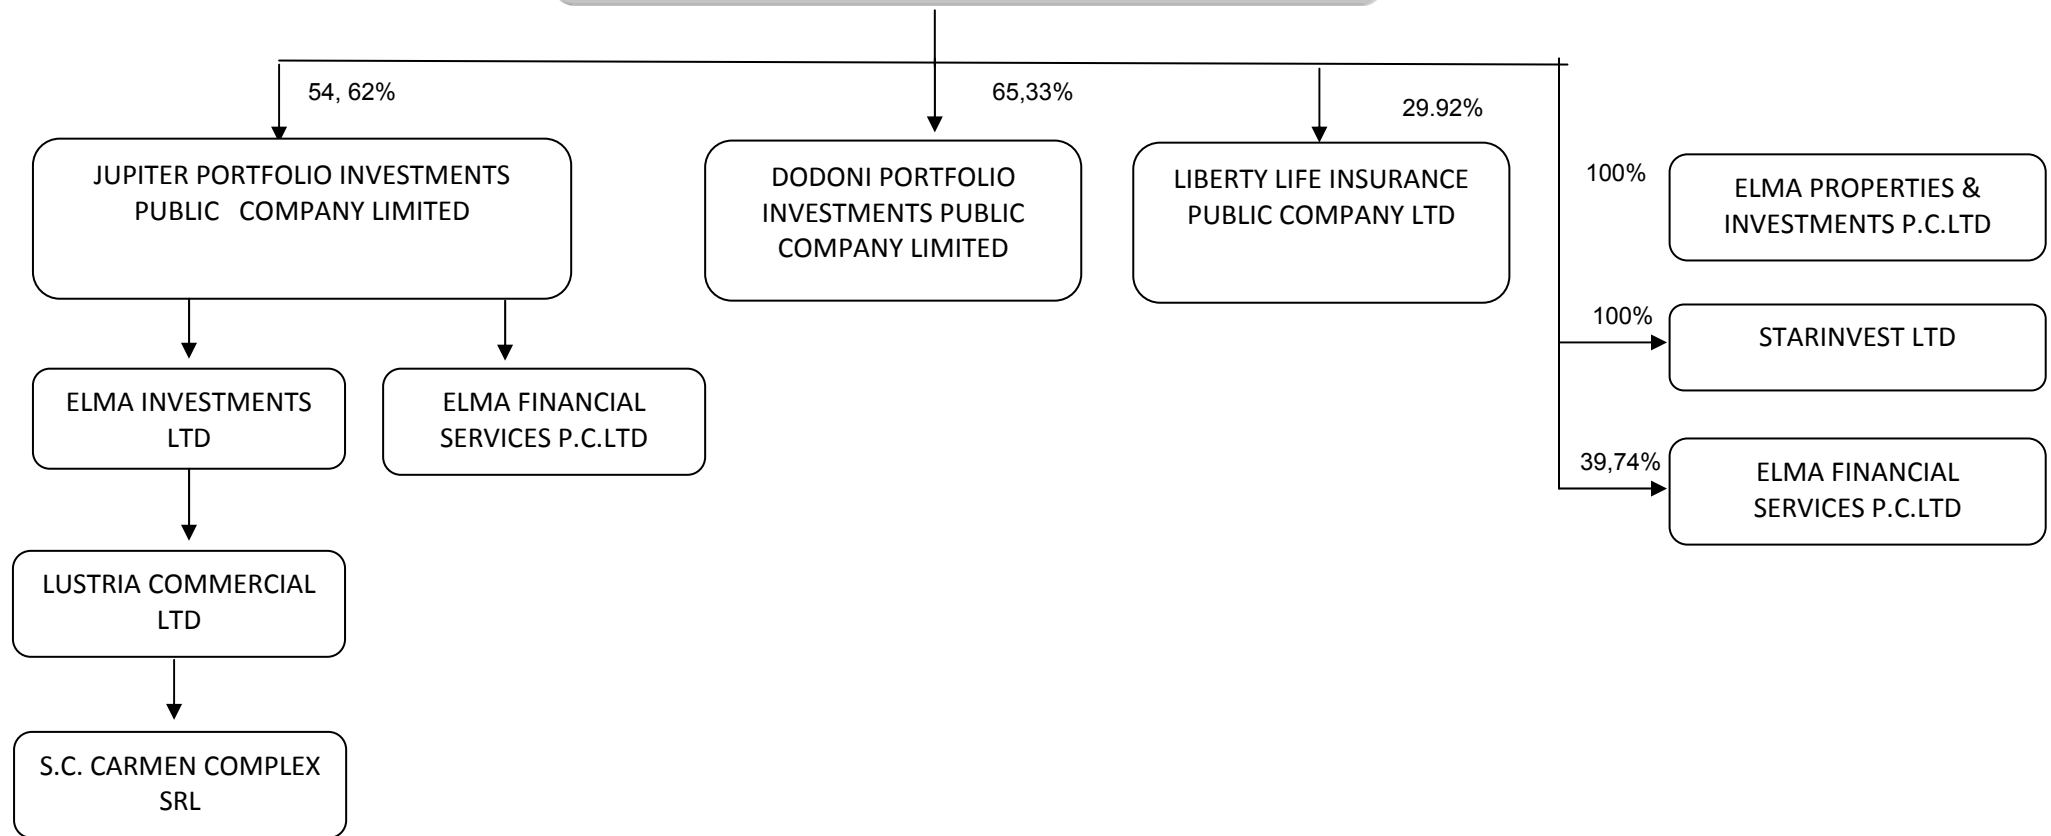 54, 62%
65,33%
29.92%
JUPITER PORTFOLIO INVESTMENTS
PUBLIC COMPANY LIMITED
DODONI PORTFOLIO
INVESTMENTS PUBLIC
COMPANY LIMITED
LIBERTY LIFE INSURANCE
PUBLIC COMPANY LTD
100%
ELMA PROPERTIES &
INVESTMENTS P.C.LTD
100%
STARINVEST LTD
ELMA INVESTMENTS
LTD
ELMA FINANCIAL
SERVICES P.C.LTD
39,74%
ELMA FINANCIAL
SERVICES P.C.LTD
LUSTRIA COMMERCIAL
LTD
S.C. CARMEN COMPLEX
SRL